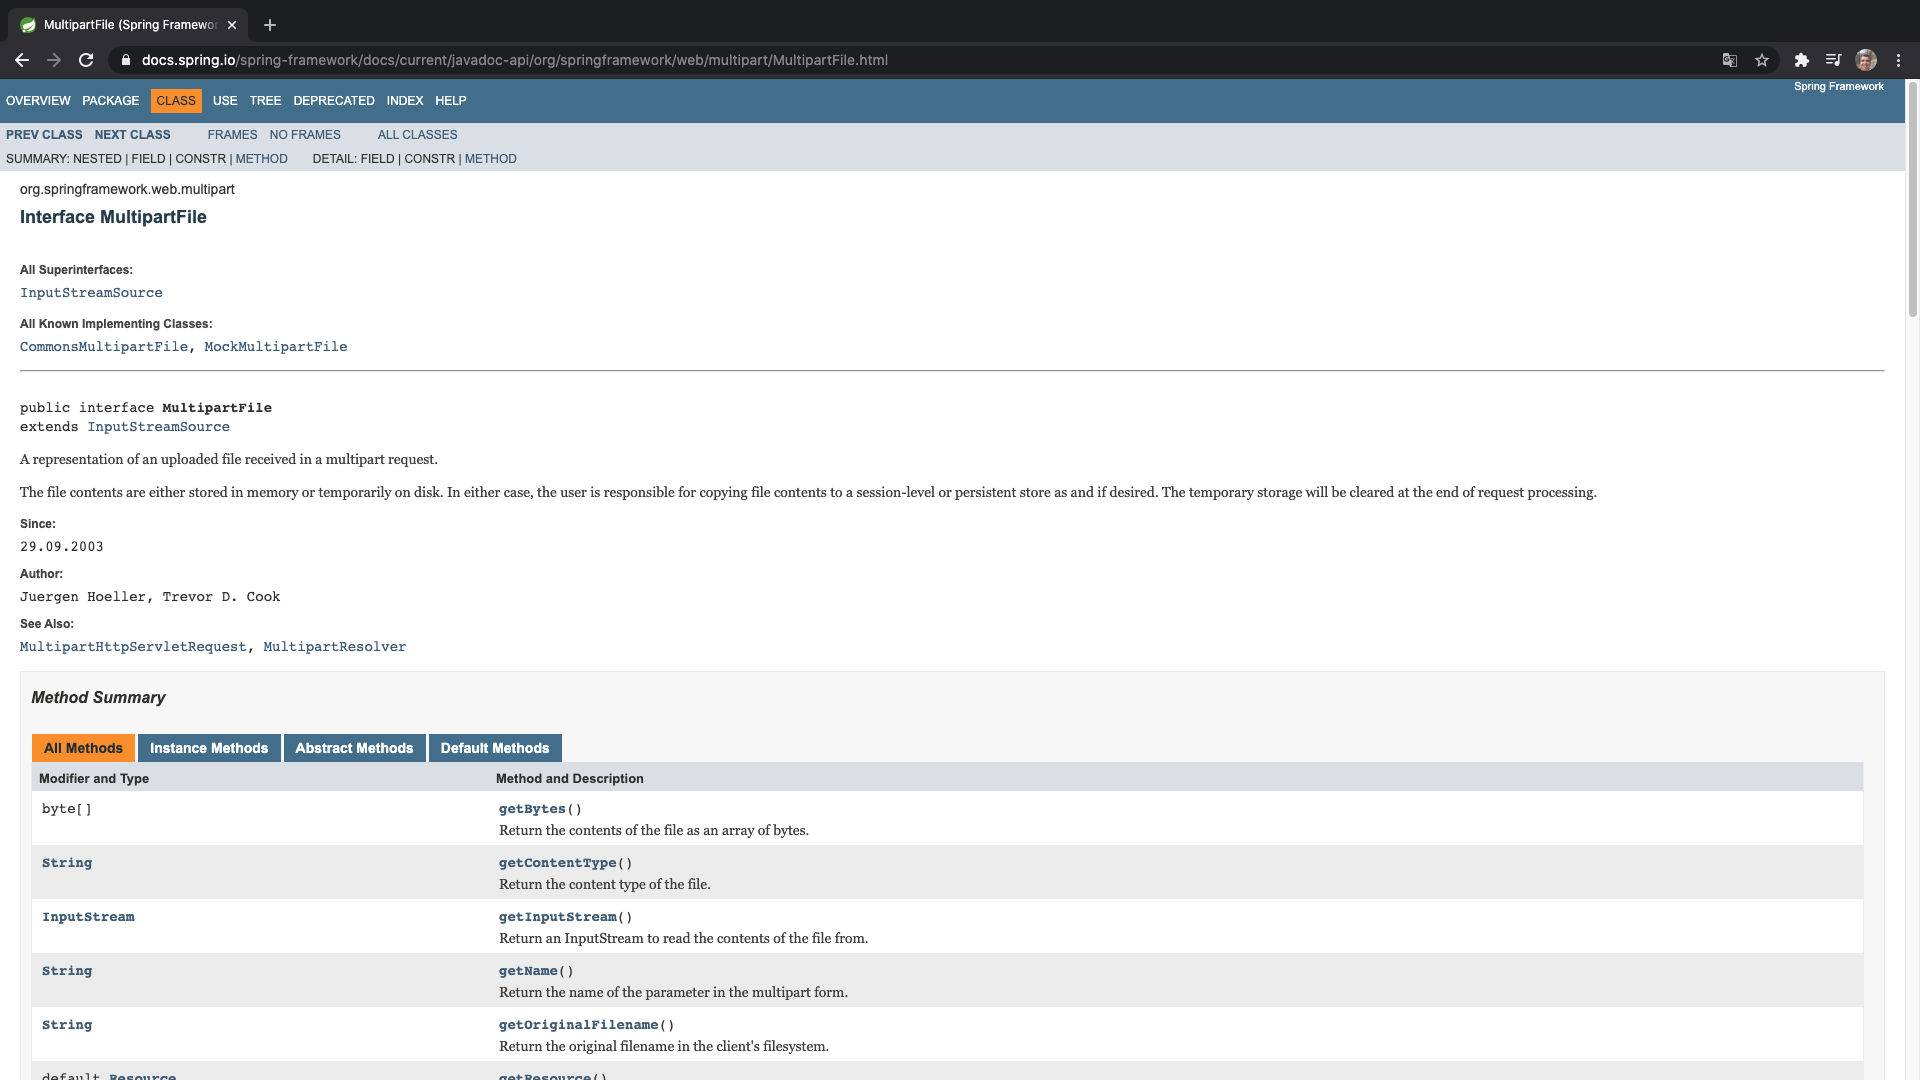 MultipartFile (Spring Framewor
docs.spring.io/spring-framework/docs/current/javadoc-api/org/springframework/web/multipart/MultipartFile.html
OVERVIEW PACKAGE CLASS USE TREE DEPRECATED INDEX HELP
Spring Framework
PREV CLASS NEXT CLASS FRAMES NO FRAMES ALL CLASSES
SUMMARY: NESTED | FIELD | CONSTR | METHOD DETAIL: FIELD | CONSTR | METHOD
org.springframework.web.multipart
Interface MultipartFile
All Superinterfaces:
InputStreamSource
All Known Implementing Classes:
CommonsMultipartFile, MockMultipartFile
public interface MultipartFile
extends InputStreamSource
A representation of an uploaded file received in a multipart request.
The file contents are either stored in memory or temporarily on disk. In either case, the user is responsible for copying file contents to a session-level or persistent store as and if desired. The temporary storage will be cleared at the end of request processing.
Since:
29.09.2003
Author:
Juergen Hoeller, Trevor D. Cook
See Also:
MultipartHttpServletRequest, MultipartResolver
Method Summary
All Methods Instance Methods Abstract Methods Default Methods
Modifier and Type Method and Description
byte[] getBytes()
Return the contents of the file as an array of bytes.
String getContentType()
Return the content type of the file.
InputStream getInputStream()
Return an InputStream to read the contents of the file from.
String getName()
Return the name of the parameter in the multipart form.
String getOriginalFilename()
Return the original filename in the client's filesystem.
default Resource getResource()